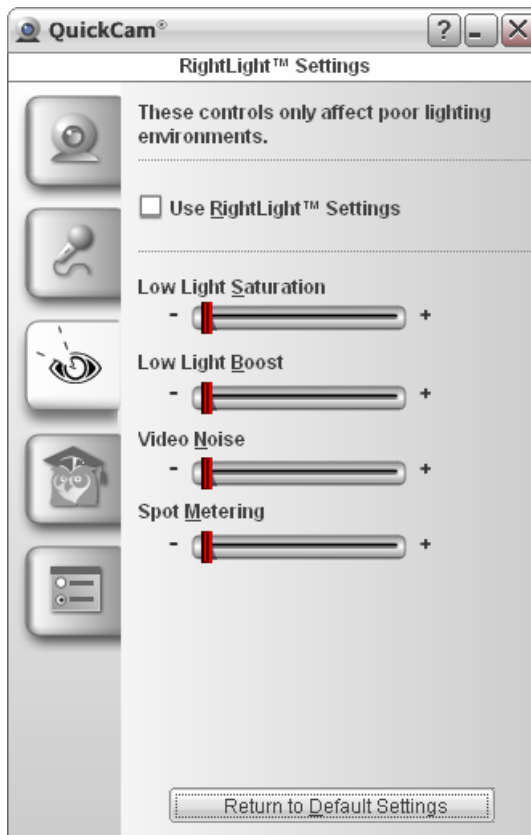 QuickCam®
?
RightLight™ Settings
These controls only affect poor lighting
environments.
Use RightLight™ Settings
Low Light Saturation
- +
Low Light Boost
- +
Video Noise
- +
Spot Metering
- +
Return to Default Settings